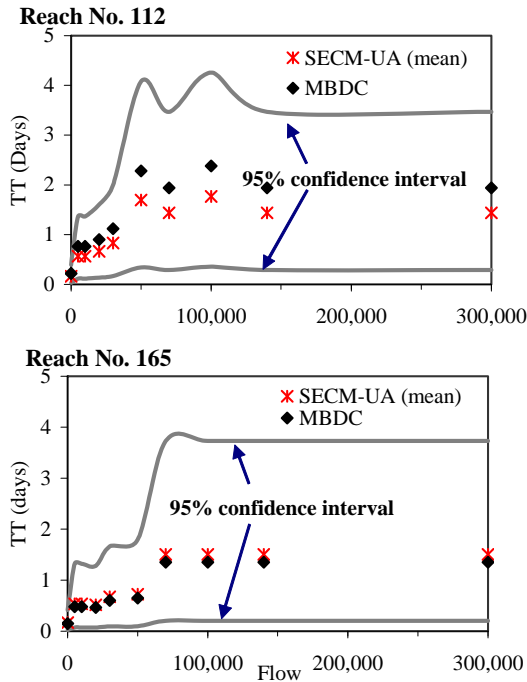 Reach No. 112
TT (Days)
5
4
3
2
1
0
SECM-UA (mean)
MBDC
95% confidence interval
0 100,000 200,000 300,000
Reach No. 165
TT (days)
5
4
3
2
1
0
SECM-UA (mean)
MBDC
95% confidence interval
0 100,000 200,000 300,000
Flow